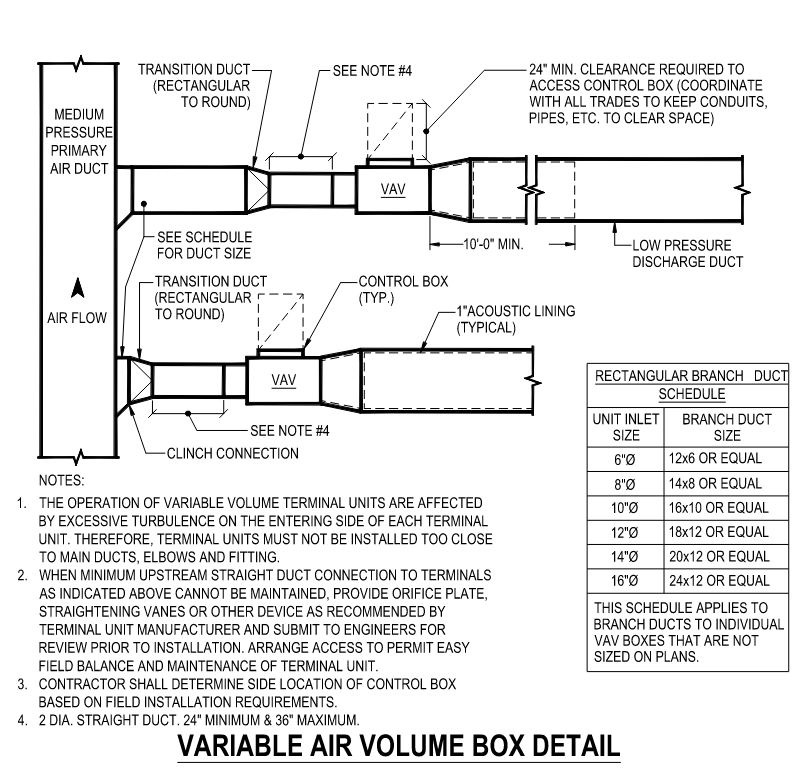 TRANSITION DUCT
(RECTANGULAR
TO ROUND)
SEE NOTE #4
24" MIN. CLEARANCE REQUIRED TO
ACCESS CONTROL BOX (COORDINATE
WITH ALL TRADES TO KEEP CONDUITS,
PIPES, ETC. TO CLEAR SPACE)
MEDIUM
PRESSURE
PRIMARY
AIR DUCT
VAV
SEE SCHEDULE
FOR DUCT SIZE
10'-0" MIN.
LOW PRESSURE
DISCHARGE DUCT
TRANSITION DUCT
(RECTANGULAR
TO ROUND)
CONTROL BOX
(TYP.)
1"ACOUSTIC LINING
(TYPICAL)
AIR FLOW
VAV
SEE NOTE #4
CLINCH CONNECTION
RECTANGULAR BRANCH DUCT
SCHEDULE
UNIT INLET
SIZE
BRANCH DUCT
SIZE
6"Ø 12x6 OR EQUAL
8"Ø 14x8 OR EQUAL
10"Ø 16x10 OR EQUAL
12"Ø 18x12 OR EQUAL
14"Ø 20x12 OR EQUAL
16"Ø 24x12 OR EQUAL
THIS SCHEDULE APPLIES TO
BRANCH DUCTS TO INDIVIDUAL
VAV BOXES THAT ARE NOT
SIZED ON PLANS.
NOTES:
1. THE OPERATION OF VARIABLE VOLUME TERMINAL UNITS ARE AFFECTED
BY EXCESSIVE TURBULENCE ON THE ENTERING SIDE OF EACH TERMINAL
UNIT. THEREFORE, TERMINAL UNITS MUST NOT BE INSTALLED TOO CLOSE
TO MAIN DUCTS, ELBOWS AND FITTING.
2. WHEN MINIMUM UPSTREAM STRAIGHT DUCT CONNECTION TO TERMINALS
AS INDICATED ABOVE CANNOT BE MAINTAINED, PROVIDE ORIFICE PLATE,
STRAIGHTENING VANES OR OTHER DEVICE AS RECOMMENDED BY
TERMINAL UNIT MANUFACTURER AND SUBMIT TO ENGINEERS FOR
REVIEW PRIOR TO INSTALLATION. ARRANGE ACCESS TO PERMIT EASY
FIELD BALANCE AND MAINTENANCE OF TERMINAL UNIT.
3. CONTRACTOR SHALL DETERMINE SIDE LOCATION OF CONTROL BOX
BASED ON FIELD INSTALLATION REQUIREMENTS.
4. 2 DIA. STRAIGHT DUCT. 24" MINIMUM & 36" MAXIMUM.
VARIABLE AIR VOLUME BOX DETAIL